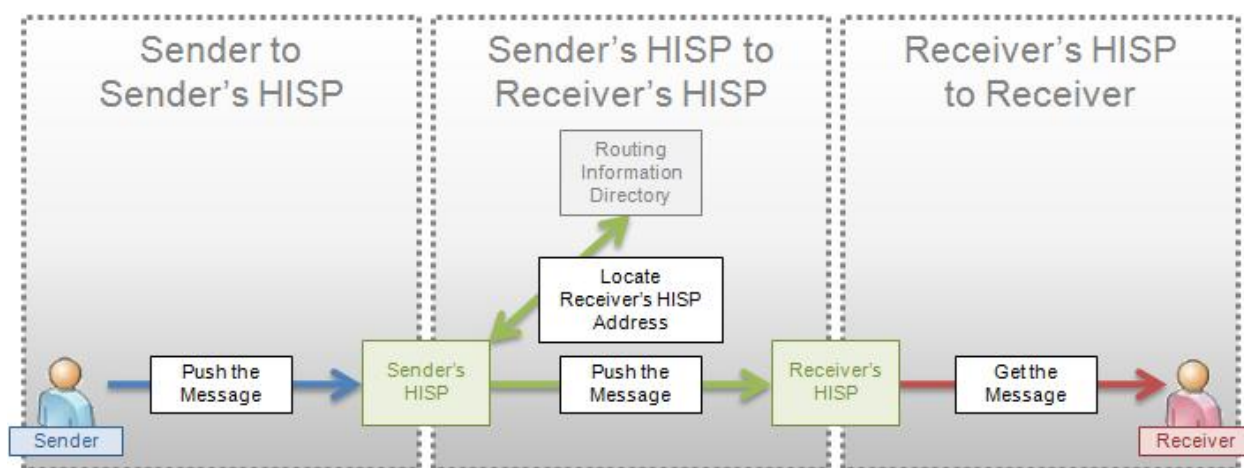 Sender to
Sender's HISP
Sender's HISP to
Receiver's HISP
Receiver's HISP
to Receiver
Routing
Information
Directory
Locate
Receiver's HISP
Address
Sender
Push the
Message
Sender's
HISP
Push the
Message
Receiver's
HISP
Get the
Message
Receiver